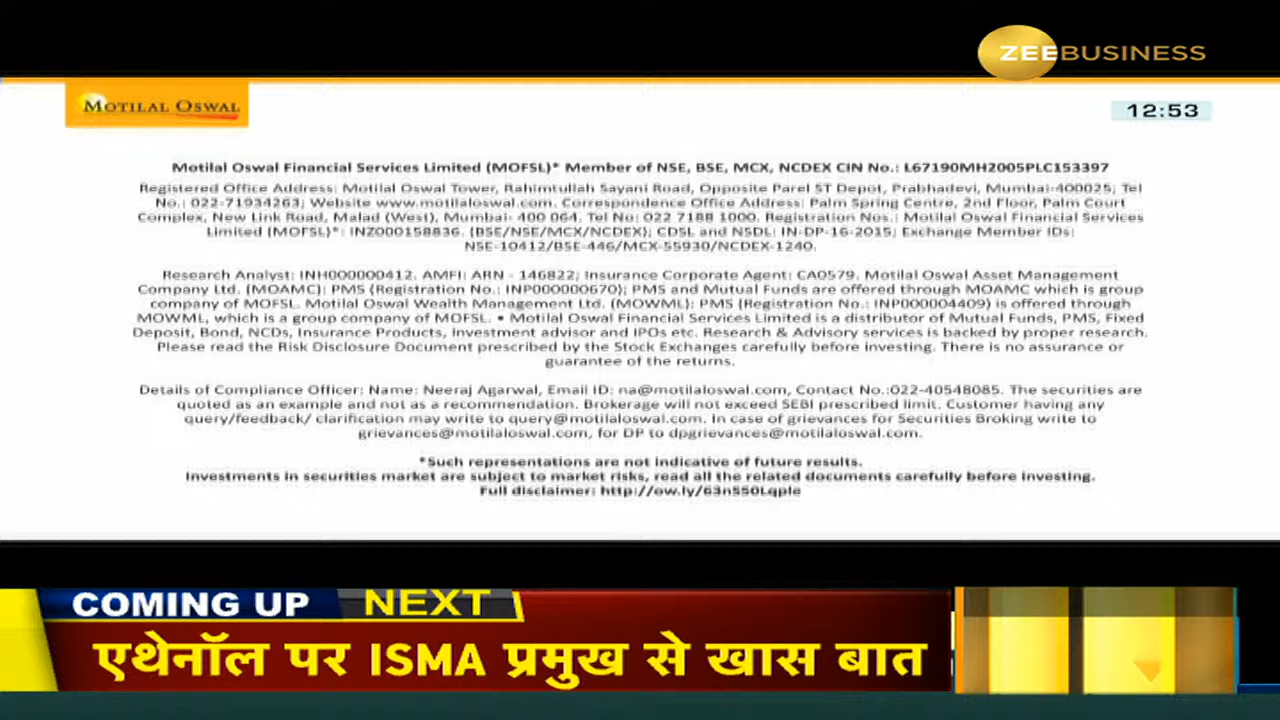 ZEEBUSINESS
MOTILAL OSWAL
12:53
Motilal Oswal Financial Services Limited (MOFSL)* Member of NSE, BSE, MCX, NCDEX CIN No.: L67190MH2005PLC153397
Registered Office Address: Motilal Oswal Tower, Rahimtullah Sayani Road, Opposite Parel ST Depot, Prabhadevi, Mumbai-400025; Tel
No.: 022-71934263; Website www.motilaloswal.com. Correspondence Office Address: Palm Spring Centre, 2nd Floor, Palm Court
Complex, New Link Road, Malad (West), Mumbai- 400 064. Tel No: 022 7188 1000. Registration Nos.: Motilal Oswal Financial Services
Limited (MOFSL)*: INZ000158836. (BSE/NSE/MCX/NCDEX); CDSL and NSDL: IN-DP-16-2015; Exchange Member IDs:
NSE-10412/BSE-446/MCX-55930/NCDEX-1240.
Research Analyst: INH000000412. AMFI: ARN - 146822; Insurance Corporate Agent: CA0579. Motilal Oswal Asset Management
Company Ltd. (MOAMC): PMS (Registration No.: INP000000670); PMS and Mutual Funds are offered through MOAMC which is group
company of MOFSL. Motilal Oswal Wealth Management Ltd. (MOWML): PMS (Registration No.: INP000004409) is offered through
MOWML, which is a group company of MOFSL. • Motilal Oswal Financial Services Limited is a distributor of Mutual Funds, PMS, Fixed
Deposit, Bond, NCDs, Insurance Products, Investment advisor and IPOs etc. Research & Advisory services is backed by proper research.
Please read the Risk Disclosure Document prescribed by the Stock Exchanges carefully before investing. There is no assurance or
guarantee of the returns.
Details of Compliance Officer: Name: Neeraj Agarwal, Email ID: na@motilaloswal.com, Contact No.:022-40548085. The securities are
quoted as an example and not as a recommendation. Brokerage will not exceed SEBI prescribed limit. Customer having any
query/feedback/ clarification may write to query@motilaloswal.com. In case of grievances for Securities Broking write to
grievances@motilaloswal.com, for DP to dpgrievances@motilaloswal.com.
*Such representations are not indicative of future results.
Investments in securities market are subject to market risks, read all the related documents carefully before investing.
Full disclaimer: http://ow.ly/63n550Lqple
COMING UP NEXT
एथेनॉल पर ISMA प्रमुख से खास बात